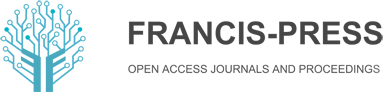 FRANCIS-PRESS
OPEN ACCESS JOURNALS AND PROCEEDINGS